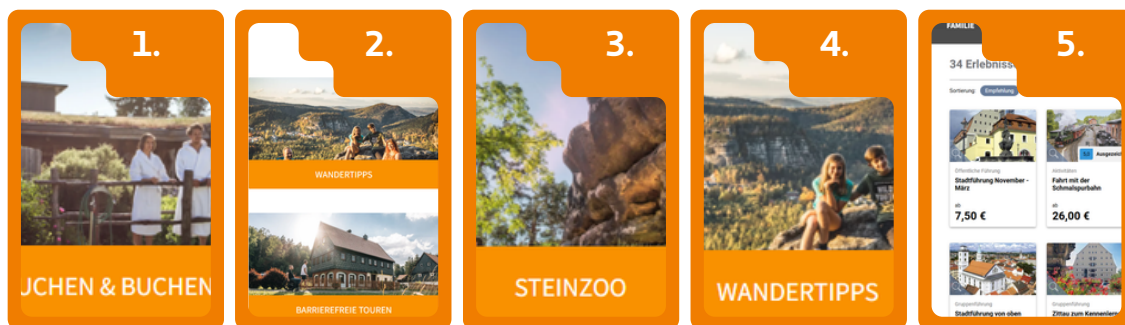 1.
UCHEN & BUCHEN
2.
WANDERTIPPS
BARRIEREFREIE TOUREN
3.
STEINZOO
4.
WANDERTIPPS
5.
FAMILIE
34 Erlebniss
Sortierung: Empfehlung
Öffentliche Führung
Stadtführung November -
März
ab
7,50 €
5,0 Ausgezeic
Aktivitäten
Fahrt mit der
Schmalspurbahn
ab
26,00 €
Gruppenführung
Stadtführung von oben
Gruppenführung
Zittau zum Kennenlern